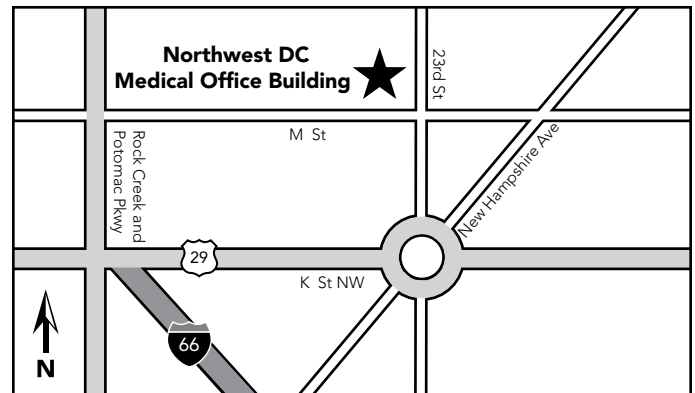 Northwest DC
Medical Office Building
23rd St
M St
Rock Creek and
Potomac Pkwy
New Hampshire Ave
29
K St NW
66
N